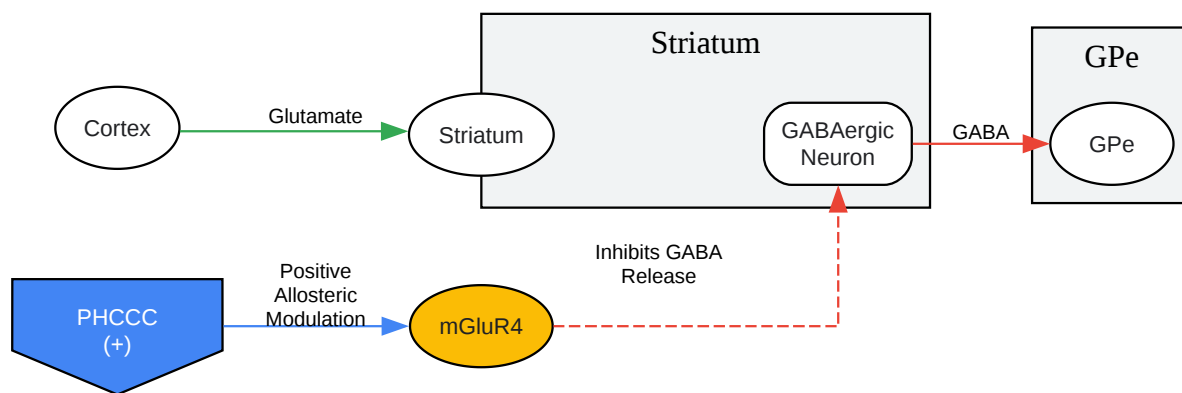 Striatum
GPe
Cortex
Glutamate
Striatum
GABAergic
Neuron
GABA
GPe
Inhibits GABA
Release
Positive
Allosteric
Modulation
PHCCC
(+)
mGluR4